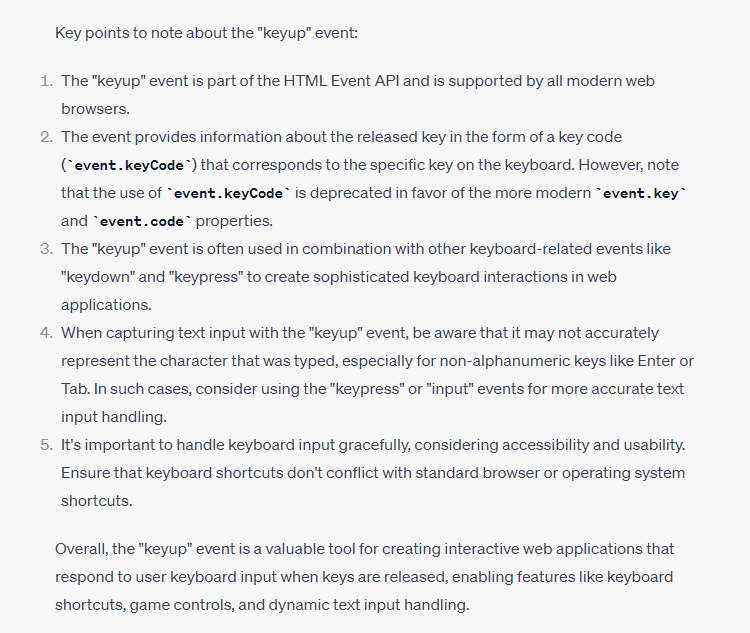 Key points to note about the "keyup" event:
1. The "keyup" event is part of the HTML Event API and is supported by all modern web
browsers.
2. The event provides information about the released key in the form of a key code
(`event.keyCode`) that corresponds to the specific key on the keyboard. However, note
that the use of `event.keyCode` is deprecated in favor of the more modern `event.key`
and `event.code` properties.
3. The "keyup" event is often used in combination with other keyboard-related events like
"keydown" and "keypress" to create sophisticated keyboard interactions in web
applications.
4. When capturing text input with the "keyup" event, be aware that it may not accurately
represent the character that was typed, especially for non-alphanumeric keys like Enter or
Tab. In such cases, consider using the "keypress" or "input" events for more accurate text
input handling.
5. It's important to handle keyboard input gracefully, considering accessibility and usability.
Ensure that keyboard shortcuts don't conflict with standard browser or operating system
shortcuts.
Overall, the "keyup" event is a valuable tool for creating interactive web applications that
respond to user keyboard input when keys are released, enabling features like keyboard
shortcuts, game controls, and dynamic text input handling.